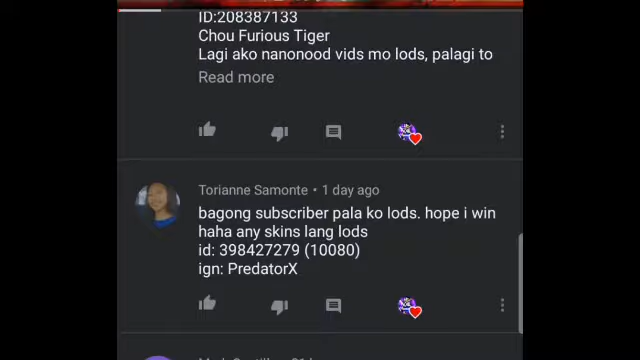 ID:208387133
Chou Furious Tiger
Lagi ako nanonood vids mo lods, palagi to
Read more
Torianne Samonte • 1 day ago
bagong subscriber pala ko lods. hope i win
haha any skins lang lods
id: 398427279 (10080)
ign: PredatorX